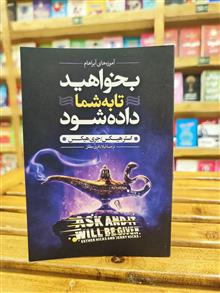 آموزه‌های آبراهام
بخواهید
تا به شما
داده شود
استر هیکس جری هیکس
ASK AND IT
WILL BE GIVEN
ESTHER HICKS AND JERRY HICKS